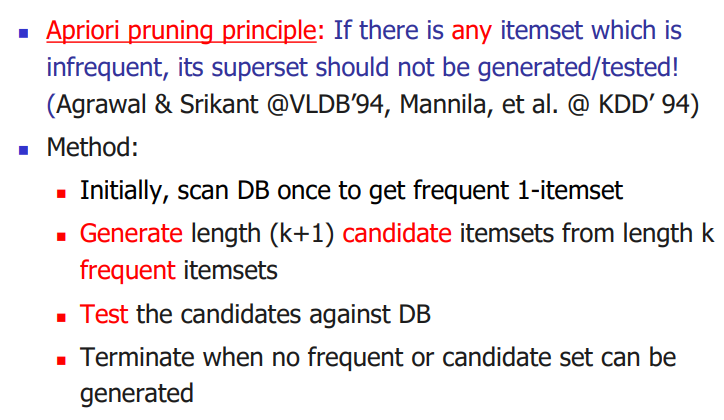 ▪ Apriori pruning principle: If there is any itemset which is
infrequent, its superset should not be generated/tested!
(Agrawal & Srikant @VLDB’94, Mannila, et al. @ KDD’ 94)
▪ Method:
▪ Initially, scan DB once to get frequent 1-itemset
▪ Generate length (k+1) candidate itemsets from length k
frequent itemsets
▪ Test the candidates against DB
▪ Terminate when no frequent or candidate set can be
generated